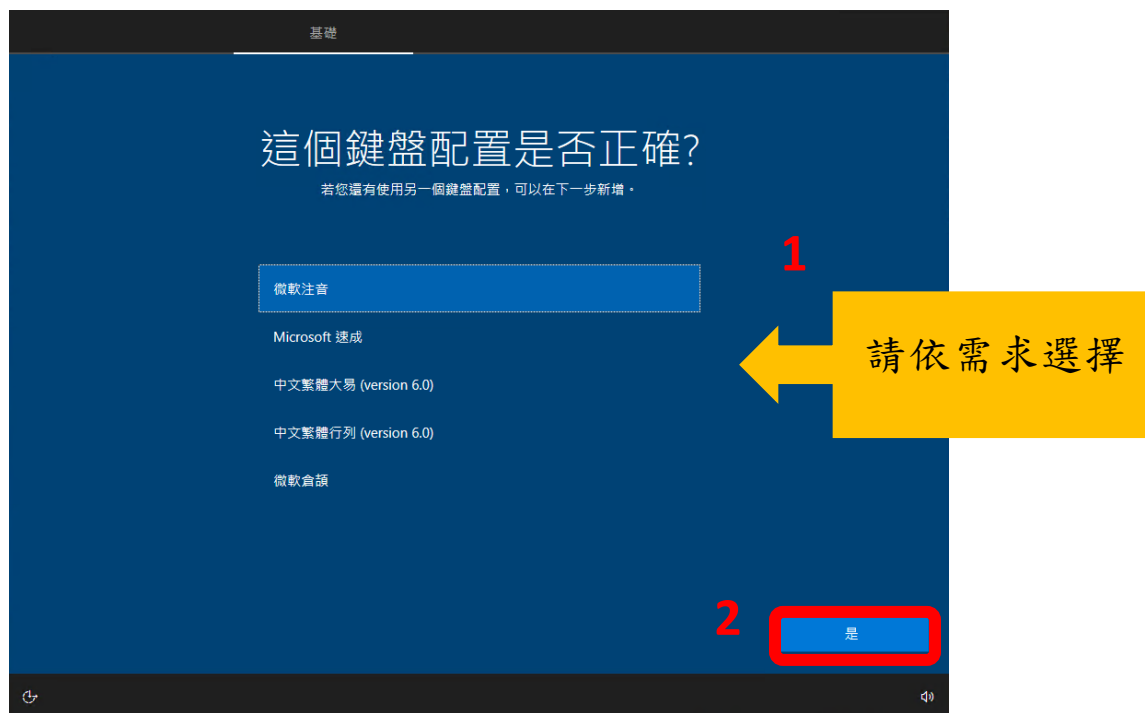 基礎
這個鍵盤配置是否正確?
若您還有使用另一個鍵盤配置，可以在下一步新增。
1
微軟注音
請依需求選擇
Microsoft 速成
中文繁體大易 (version 6.0)
中文繁體行列 (version 6.0)
微軟倉頡
2
是